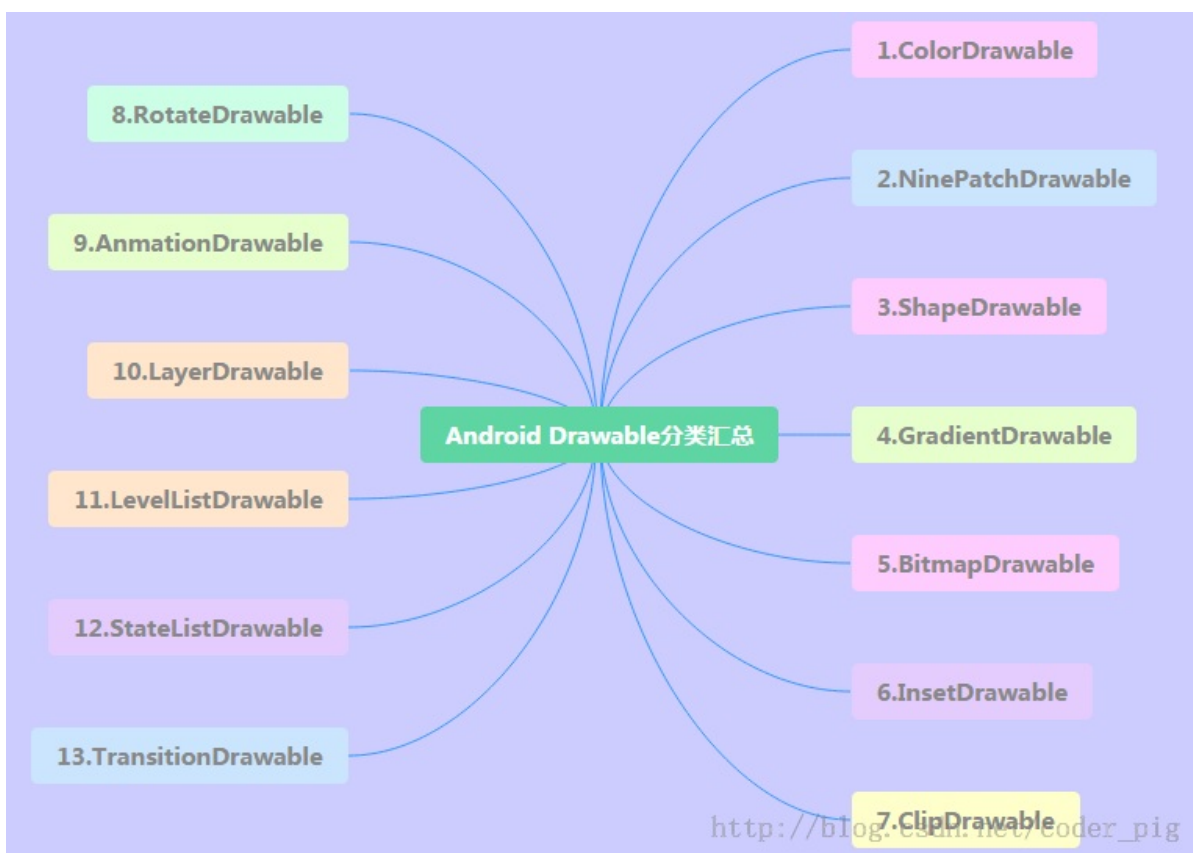 1.ColorDrawable
2.NinePatchDrawable
3.ShapeDrawable
4.GradientDrawable
5.BitmapDrawable
6.InsetDrawable
7.ClipDrawable
8.RotateDrawable
9.AnmationDrawable
10.LayerDrawable
11.LevelListDrawable
12.StateListDrawable
13.TransitionDrawable
Android Drawable分类汇总
http://blog.csdn.net/coder_pig